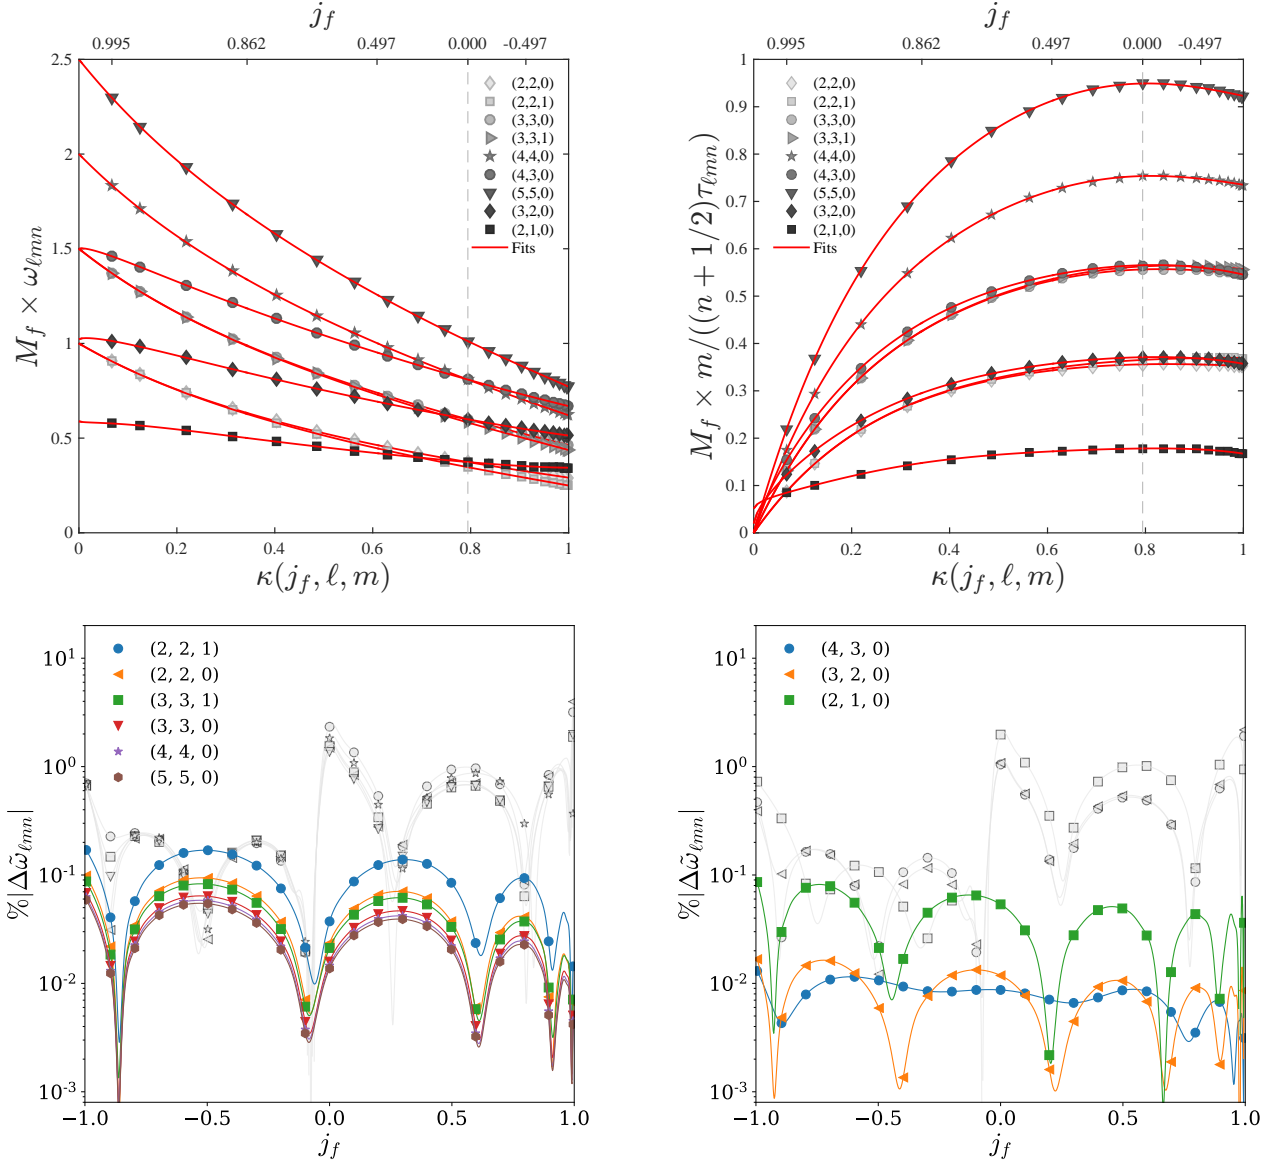 j_f
0.995 0.862 0.497 0.000 -0.497
2.5
2
1.5
1
0.5
0
M_f × ω_{ℓmn}
(2,2,0)
(2,2,1)
(3,3,0)
(3,3,1)
(4,4,0)
(4,3,0)
(5,5,0)
(3,2,0)
(2,1,0)
Fits
0 0.2 0.4 0.6 0.8 1
κ(j_f, ℓ, m)
j_f
0.995 0.862 0.497 0.000 -0.497
1
0.9
0.8
0.7
0.6
0.5
0.4
0.3
0.2
0.1
0
M_f × m/((n + 1/2)τ_{ℓmn})
(2,2,0)
(2,2,1)
(3,3,0)
(3,3,1)
(4,4,0)
(4,3,0)
(5,5,0)
(3,2,0)
(2,1,0)
Fits
0 0.2 0.4 0.6 0.8 1
κ(j_f, ℓ, m)
10^1
10^0
10^{-1}
10^{-2}
10^{-3}
%|Δω̃_{ℓmn}|
(2, 2, 1)
(2, 2, 0)
(3, 3, 1)
(3, 3, 0)
(4, 4, 0)
(5, 5, 0)
−1.0 −0.5 0.0 0.5 1.0
j_f
10^1
10^0
10^{-1}
10^{-2}
10^{-3}
%|Δω̃_{ℓmn}|
(4, 3, 0)
(3, 2, 0)
(2, 1, 0)
−1.0 −0.5 0.0 0.5 1.0
j_f